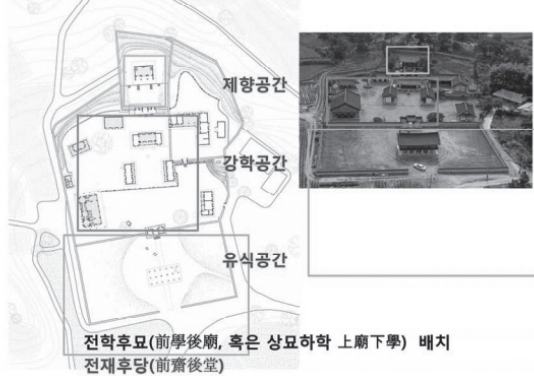 제향공간
강학공간
유식공간
전학후묘(前學後廟, 혹은 상묘하학 上廟下學) 배치
전재후당(前齋後堂)